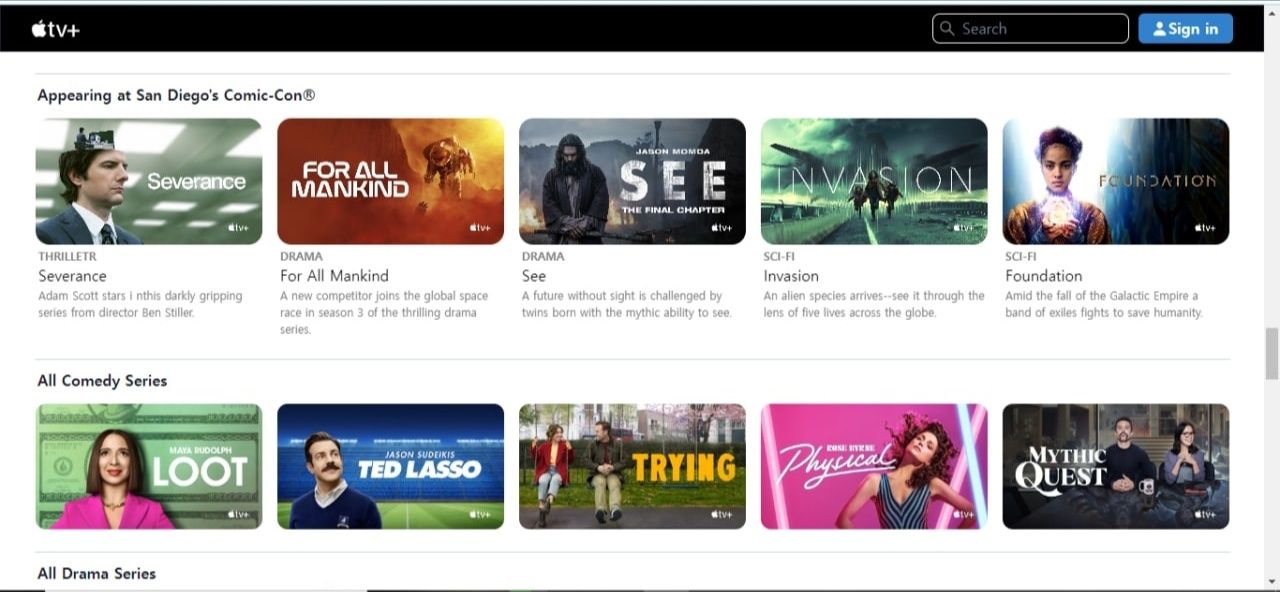 tv+
Search
Sign in
Appearing at San Diego's Comic-Con®
Severance
tv+
FOR ALL
MANKIND
tv+
JASON MOMOA
SEE
THE FINAL CHAPTER
tv+
INVASION
tv+
FOUNDATION
tv+
THRILLETR
Severance
Adam Scott stars i nthis darkly gripping
series from director Ben Stiller.
DRAMA
For All Mankind
A new competitor joins the global space
race in season 3 of the thrilling drama
series.
DRAMA
See
A future without sight is challenged by
twins born with the mythic ability to see.
SCI-FI
Invasion
An alien species arrives--see it through the
lens of five lives across the globe.
SCI-FI
Foundation
Amid the fall of the Galactic Empire a
band of exiles fights to save humanity.
All Comedy Series
MAYA RUDOLPH
LOOT
tv+
JASON SUDEIKIS
TED LASSO
tv+
TRYING
tv+
ROSE BYRNE
Physical
tv+
MYTHIC
QUEST
tv+
All Drama Series